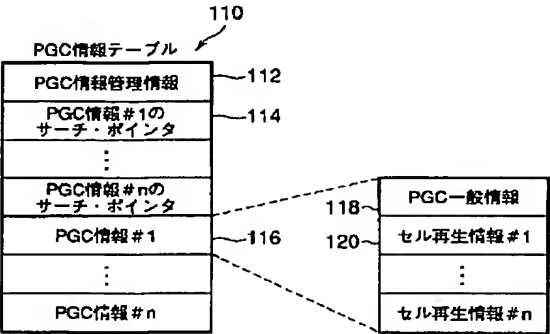 110
PGC情報テーブル
PGC情報管理情報
112
PGC情報#1の
サーチ・ポインタ
114
⋮
PGC情報#nの
サーチ・ポインタ
PGC情報#1
116
⋮
PGC情報#n
PGC一般情報
118
セル再生情報#1
120
⋮
セル再生情報#n